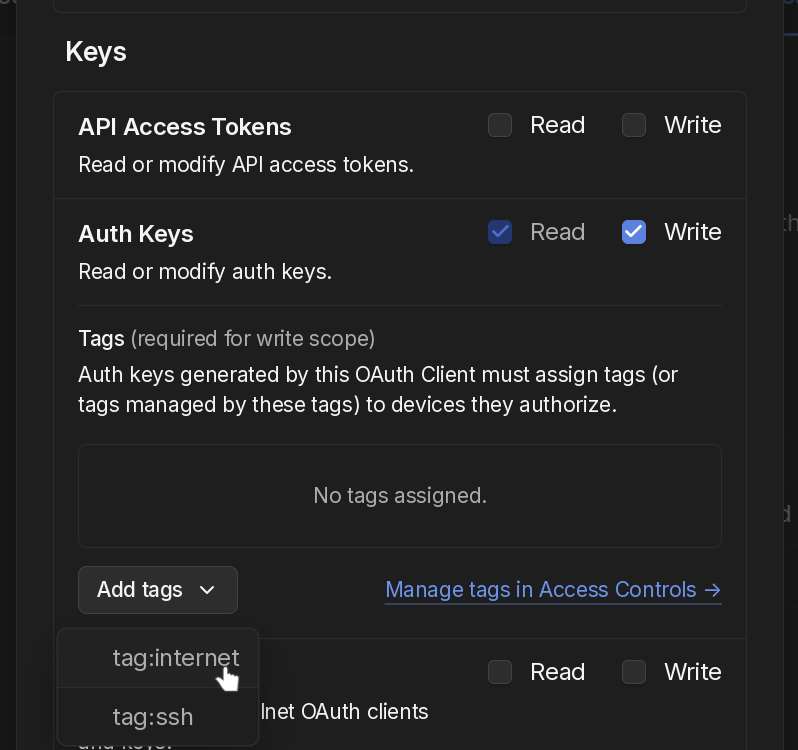 Keys
API Access Tokens
Read
Write
Read or modify API access tokens.
Auth Keys
Read
Write
Read or modify auth keys.
Tags (required for write scope)
Auth keys generated by this OAuth Client must assign tags (or
tags managed by these tags) to devices they authorize.
No tags assigned.
Add tags
Manage tags in Access Controls →
tag:internet
Read
Write
tag:ssh
OAuth clients
and keys.